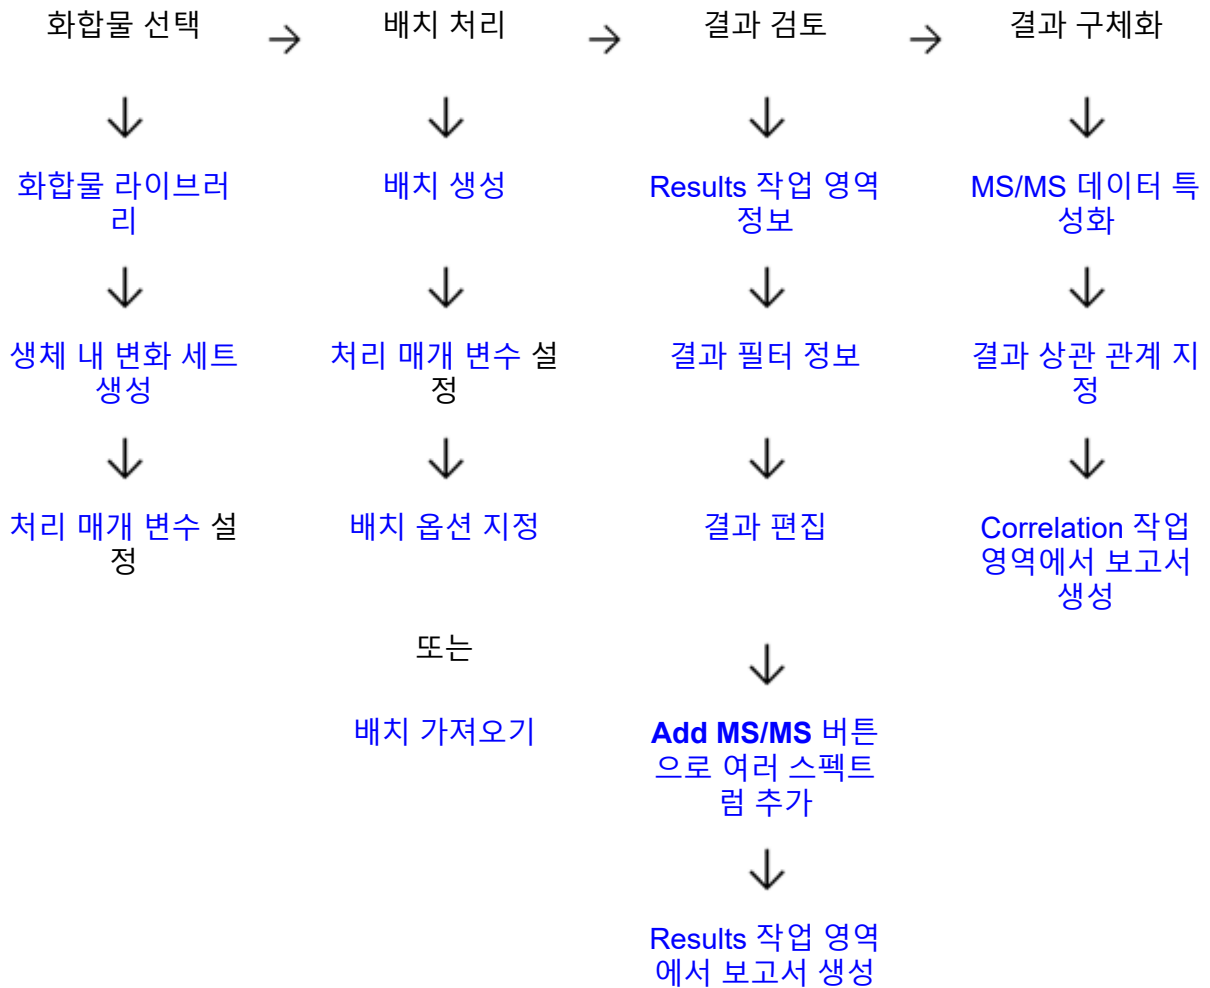 화합물 선택
→
배치 처리
→
결과 검토
→
결과 구체화
↓
↓
↓
↓
화합물 라이브러
리
배치 생성
Results 작업 영역
정보
MS/MS 데이터 특
성화
↓
↓
↓
↓
생체 내 변화 세트
생성
처리 매개 변수 설
정
결과 필터 정보
결과 상관 관계 지
정
↓
↓
↓
↓
처리 매개 변수 설
정
배치 옵션 지정
결과 편집
Correlation 작업
영역에서 보고서
생성
또는
↓
배치 가져오기
Add MS/MS 버튼
으로 여러 스펙트
럼 추가
↓
Results 작업 영역
에서 보고서 생성